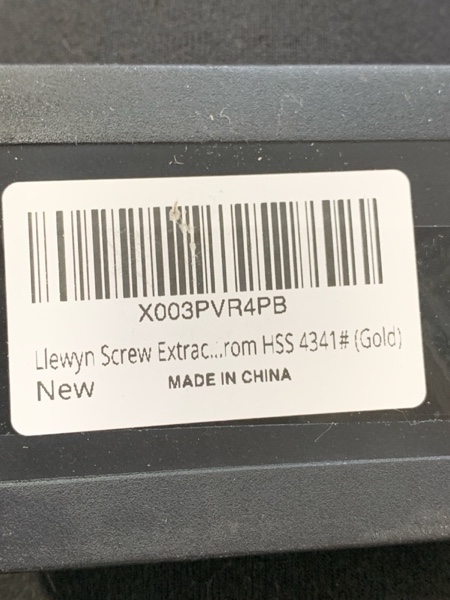 X003PVR4PB
Llewyn Screw Extrac...rom HSS 4341# (Gold)
New
MADE IN CHINA